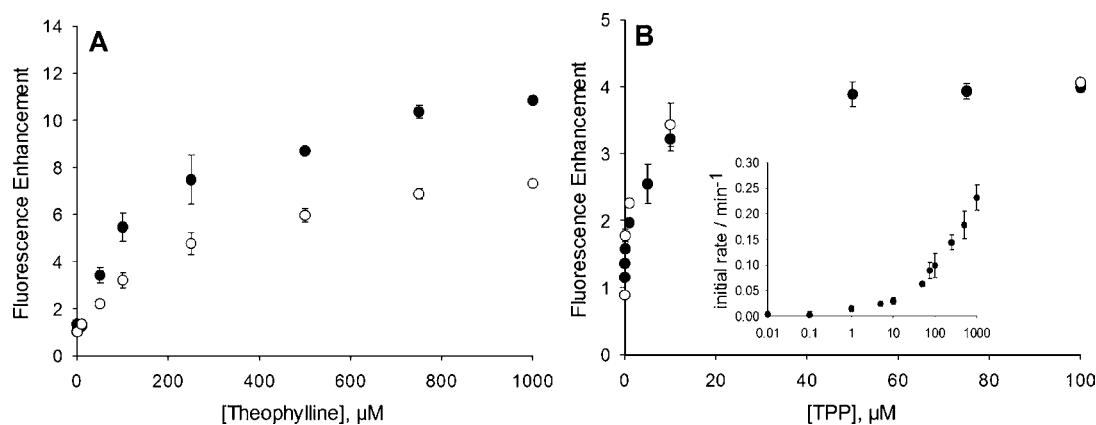 A
14
12
10
8
6
4
2
0
Fluorescence Enhancement
0 200 400 600 800 1000
[Theophylline], µM
B
5
4
3
2
1
0
Fluorescence Enhancement
0 20 40 60 80 100
[TPP], µM
0.30
0.25
0.20
0.15
0.10
0.05
0.00
initial rate / min⁻¹
0.01 0.1 1 10 100 1000